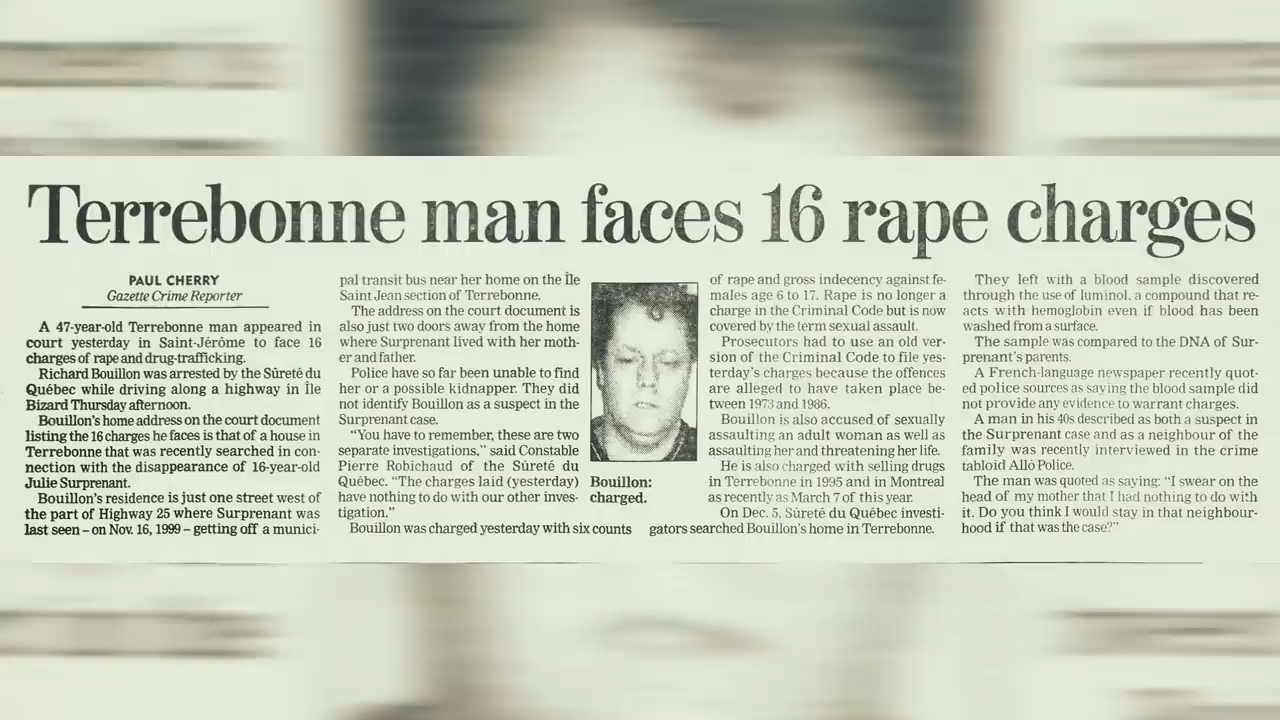 Terrebonne man faces 16 rape charges
PAUL CHERRY
Gazette Crime Reporter
A 47-year-old Terrebonne man appeared in
court yesterday in Saint-Jérôme to face 16
charges of rape and drug-trafficking.
Richard Bouillon was arrested by the Sûreté du
Québec while driving along a highway in Île
Bizard Thursday afternoon.
Bouillon's home address on the court document
listing the 16 charges he faces is that of a house in
Terrebonne that was recently searched in con-
nection with the disappearance of 16-year-old
Julie Surprenant.
Bouillon's residence is just one street west of
the part of Highway 25 where Surprenant was
last seen – on Nov. 16, 1999 – getting off a munici-
pal transit bus near her home on the Île
Saint Jean section of Terrebonne.
The address on the court document is
also just two doors away from the home
where Surprenant lived with her moth-
er and father.
Police have so far been unable to find
her or a possible kidnapper. They did
not identify Bouillon as a suspect in the
Surprenant case.
"You have to remember, these are two
separate investigations," said Constable
Pierre Robichaud of the Sûreté du
Québec. "The charges laid (yesterday)
have nothing to do with our other inves-
tigation."
Bouillon was charged yesterday with six counts
Bouillon:
charged.
of rape and gross indecency against fe-
males age 6 to 17. Rape is no longer a
charge in the Criminal Code but is now
covered by the term sexual assault.
Prosecutors had to use an old ver-
sion of the Criminal Code to file yes-
terday's charges because the offences
are alleged to have taken place be-
tween 1973 and 1986.
Bouillon is also accused of sexually
assaulting an adult woman as well as
assaulting her and threatening her life.
He is also charged with selling drugs
in Terrebonne in 1995 and in Montreal
as recently as March 7 of this year.
On Dec. 5, Sûreté du Québec investi-
gators searched Bouillon's home in Terrebonne.
They left with a blood sample discovered
through the use of luminol, a compound that re-
acts with hemoglobin even if blood has been
washed from a surface.
The sample was compared to the DNA of Sur-
prenant's parents.
A French-language newspaper recently quot-
ed police sources as saying the blood sample did
not provide any evidence to warrant charges.
A man in his 40s described as both a suspect in
the Surprenant case and as a neighbour of the
family was recently interviewed in the crime
tabloid Allô Police.
The man was quoted as saying: "I swear on the
head of my mother that I had nothing to do with
it. Do you think I would stay in that neighbour-
hood if that was the case?"